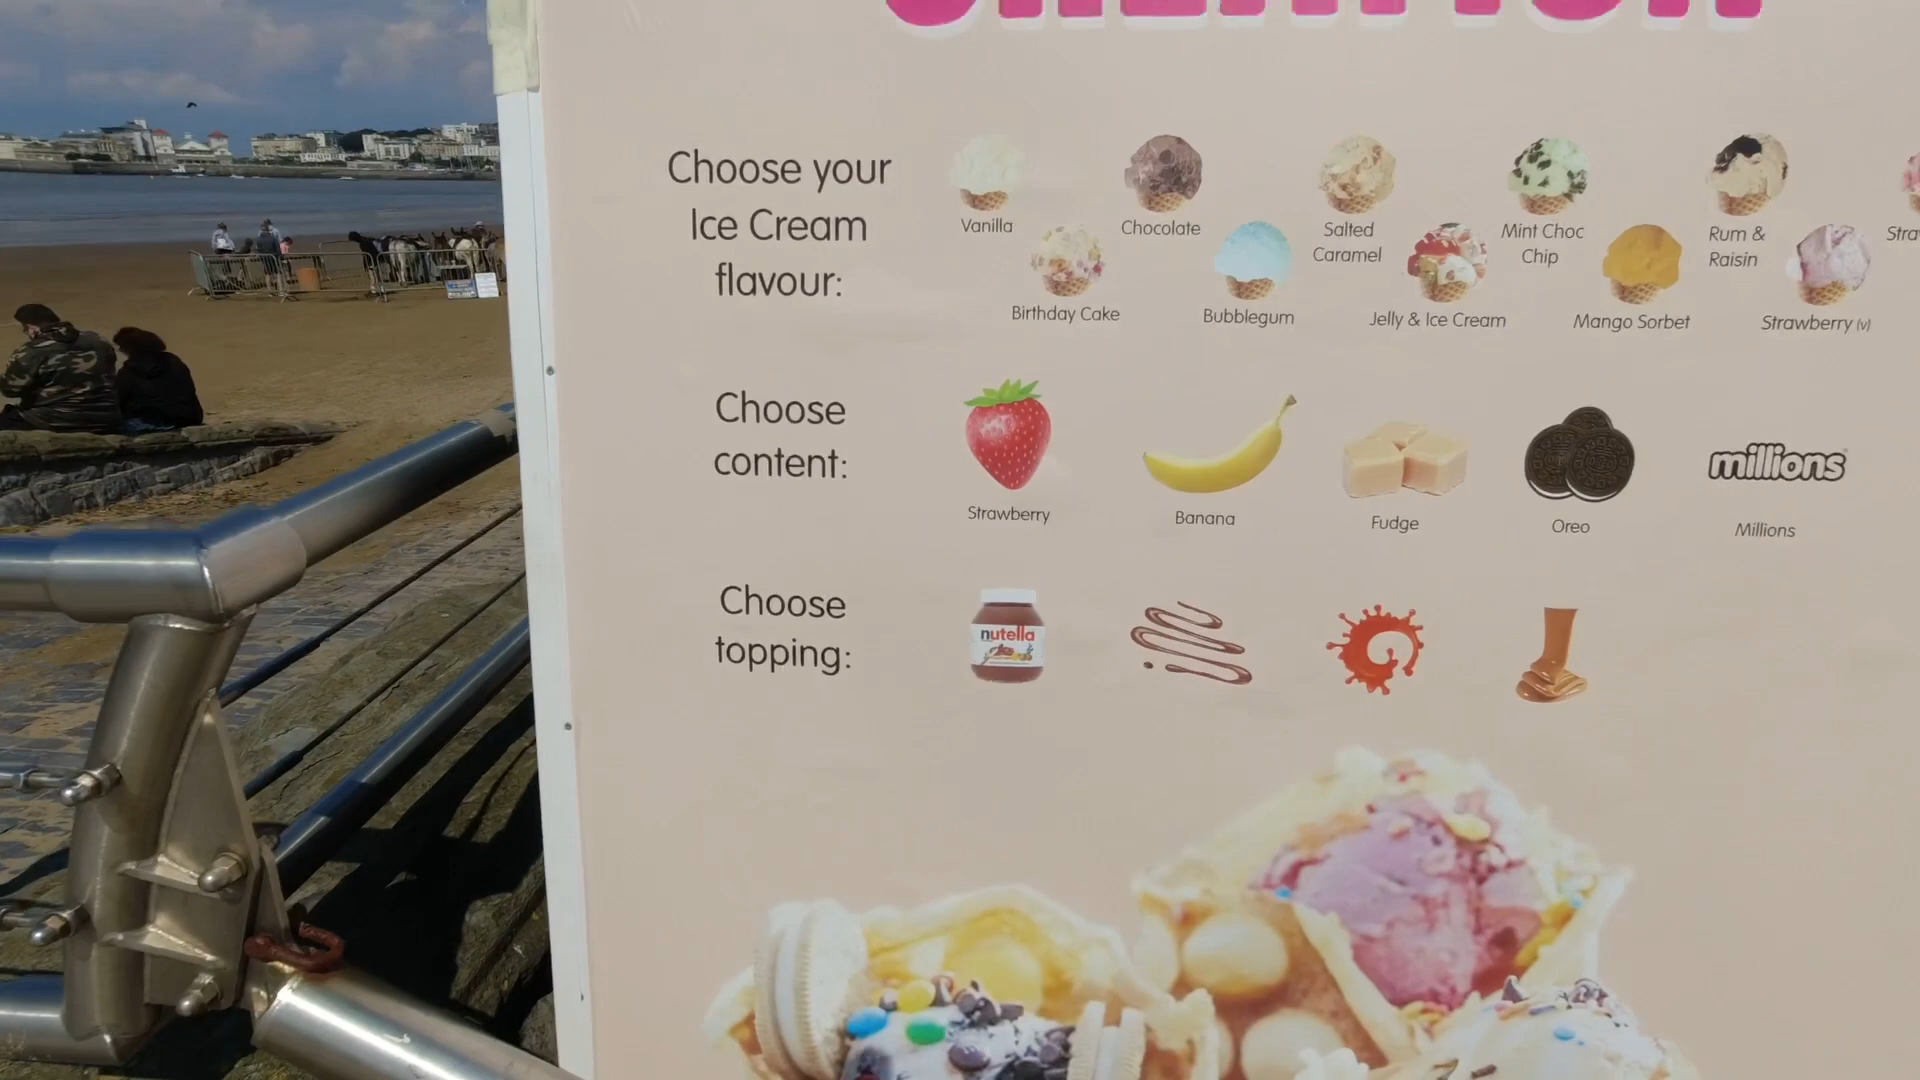 Choose your
Ice Cream
flavour:
Vanilla
Chocolate
Salted
Caramel
Mint Choc
Chip
Rum &
Raisin
Birthday Cake
Bubblegum
Jelly & Ice Cream
Mango Sorbet
Strawberry (v)
Choose
content:
millions
Strawberry
Banana
Fudge
Oreo
Millions
Choose
topping:
nutella